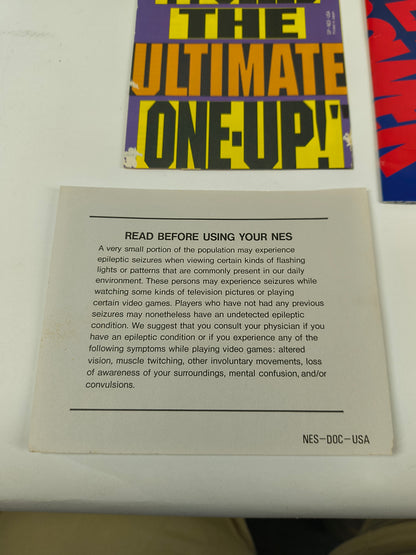 THE
ULTIMATE
ONE-UP!"
READ BEFORE USING YOUR NES
A very small portion of the population may experience
epileptic seizures when viewing certain kinds of flashing
lights or patterns that are commonly present in our daily
environment. These persons may experience seizures while
watching some kinds of television pictures or playing
certain video games. Players who have not had any previous
seizures may nonetheless have an undetected epileptic
condition. We suggest that you consult your physician if you
have an epileptic condition or if you experience any of the
following symptoms while playing video games: altered
vision, muscle twitching, other involuntary movements, loss
of awareness of your surroundings, mental confusion, and/or
convulsions.
NES-DOC-USA